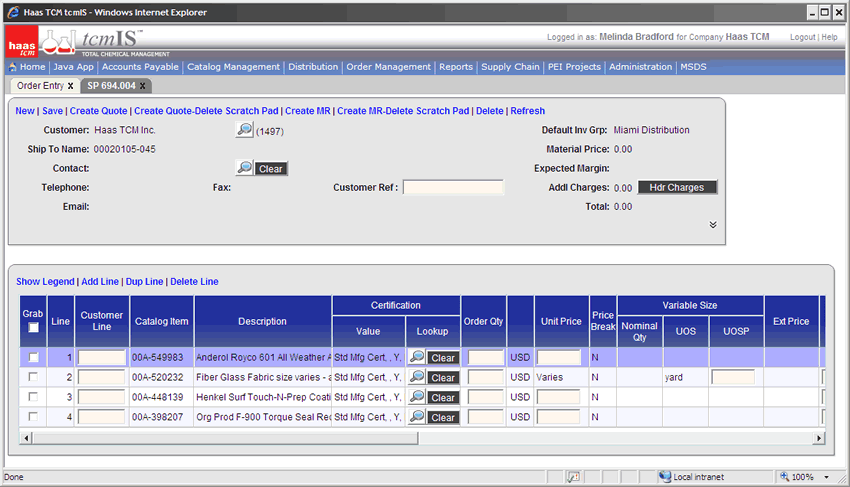 Haas TCM tcmIS - Windows Internet Explorer
haas tcm tcmIS™ TOTAL CHEMICAL MANAGEMENT
Logged in as: Melinda Bradford for Company Haas TCM Logout | Help
Home | Java App | Accounts Payable | Catalog Management | Distribution | Order Management | Reports | Supply Chain | PEI Projects | Administration | MSDS
Order Entry x SP 694.004 x
New | Save | Create Quote | Create Quote-Delete Scratch Pad | Create MR | Create MR-Delete Scratch Pad | Delete | Refresh
Customer: Haas TCM Inc. (1497) Default Inv Grp: Miami Distribution
Ship To Name: 00020105-045 Material Price: 0.00
Contact: Clear Expected Margin:
Telephone: Fax: Customer Ref : Addl Charges: 0.00 Hdr Charges
Email: Total: 0.00
Show Legend | Add Line | Dup Line | Delete Line
Grab Line Customer Line Catalog Item Description Certification Value Lookup Order Qty Unit Price Price Break Variable Size Nominal Qty UOS UOSP Ext Price
1 00A-549983 Anderol Royco 601 All Weather A Std Mfg Cert, , Y, Clear USD N
2 00A-520232 Fiber Glass Fabric size varies - a Std Mfg Cert, , Y, Clear USD Varies N yard
3 00A-448139 Henkel Surf Touch-N-Prep Coati Std Mfg Cert, , Y, Clear USD N
4 00A-398207 Org Prod F-900 Torque Seal Rec Std Mfg Cert, , Y, Clear USD N
Done Local intranet 100%